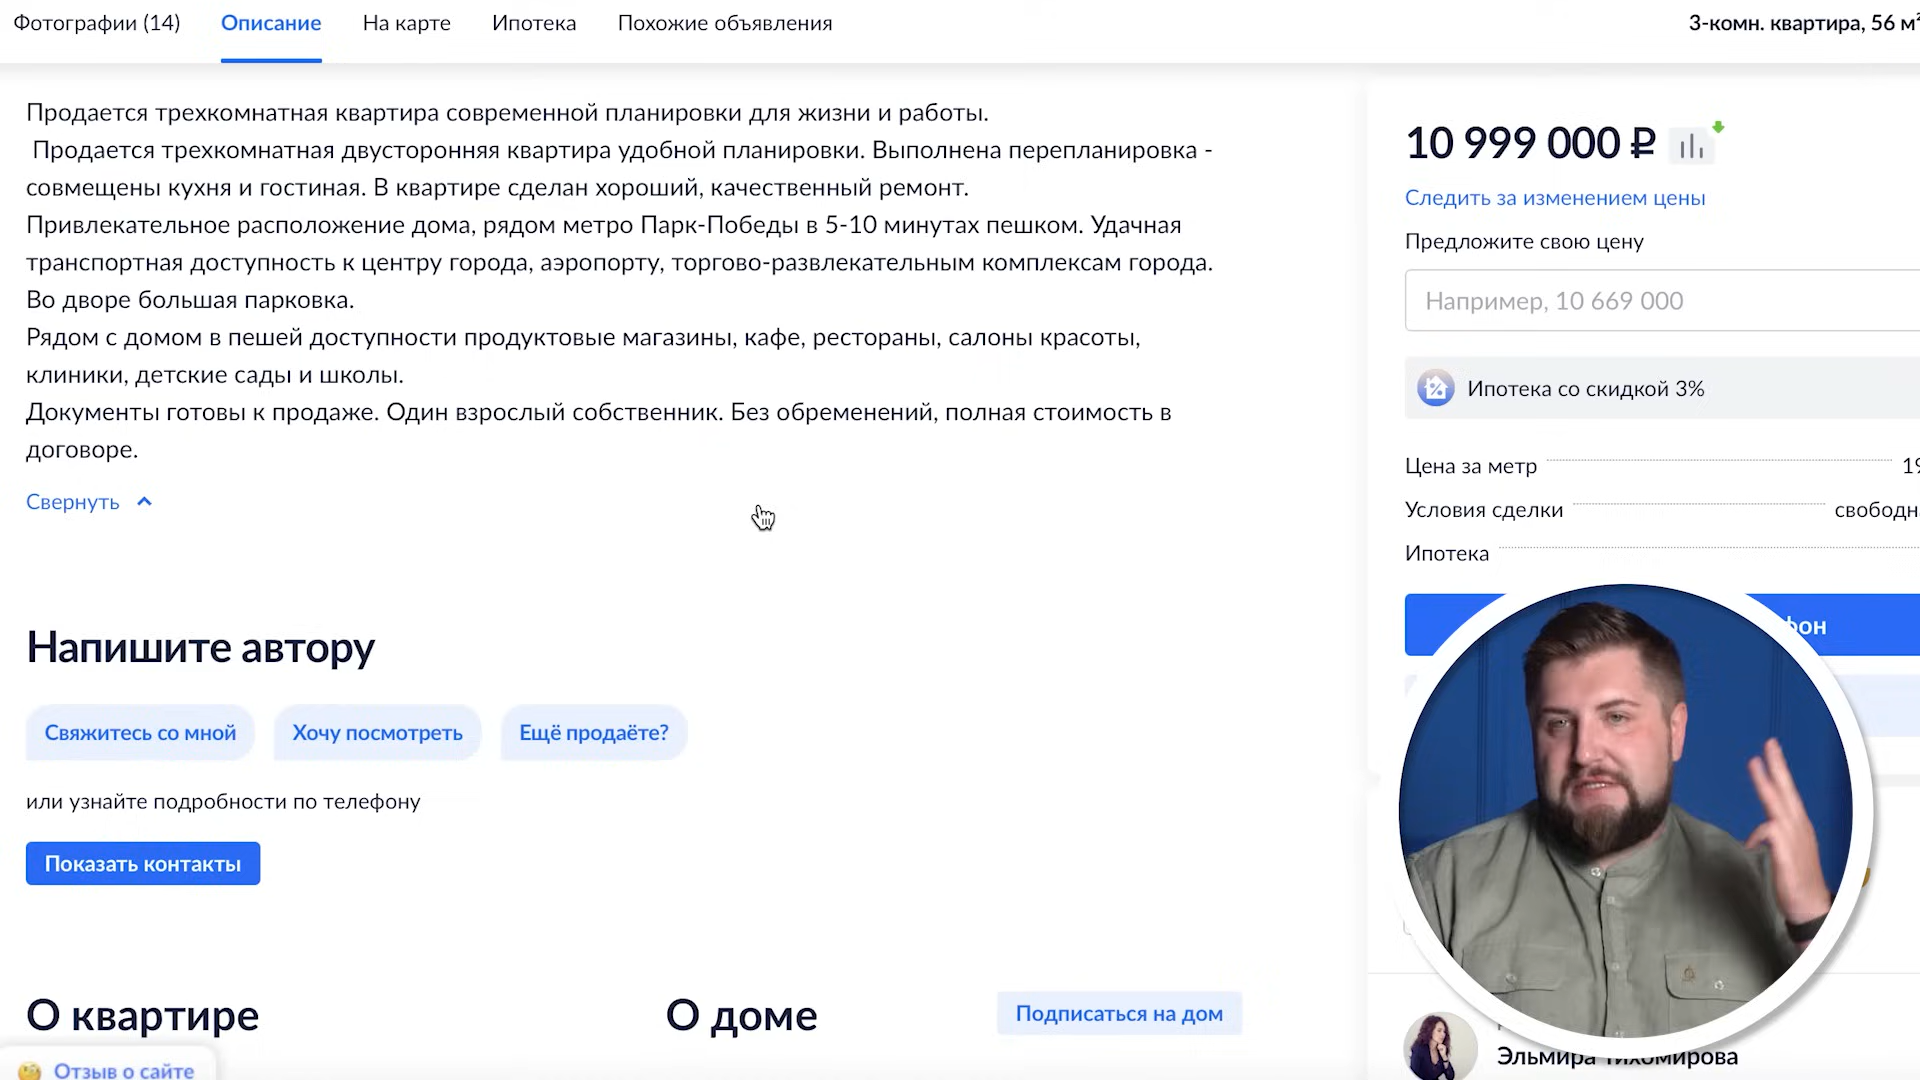 Фотографии (14)
Описание
На карте
Ипотека
Похожие объявления
3-комн. квартира, 56 м²
Продается трехкомнатная квартира современной планировки для жизни и работы.
Продается трехкомнатная двусторонняя квартира удобной планировки. Выполнена перепланировка -
совмещены кухня и гостиная. В квартире сделан хороший, качественный ремонт.
Привлекательное расположение дома, рядом метро Парк-Победы в 5-10 минутах пешком. Удачная
транспортная доступность к центру города, аэропорту, торгово-развлекательным комплексам города.
Во дворе большая парковка.
Рядом с домом в пешей доступности продуктовые магазины, кафе, рестораны, салоны красоты,
клиники, детские сады и школы.
Документы готовы к продаже. Один взрослый собственник. Без обременений, полная стоимость в
договоре.
Свернуть
Напишите автору
Свяжитесь со мной
Хочу посмотреть
Ещё продаёте?
или узнайте подробности по телефону
Показать контакты
О квартире
О доме
Подписаться на дом
Отзыв о сайте
10 999 000 ₽
Следить за изменением цены
Предложите свою цену
Например, 10 669 000
Ипотека со скидкой 3%
Цена за метр
Условия сделки
Ипотека
Эльмира Тихомирова